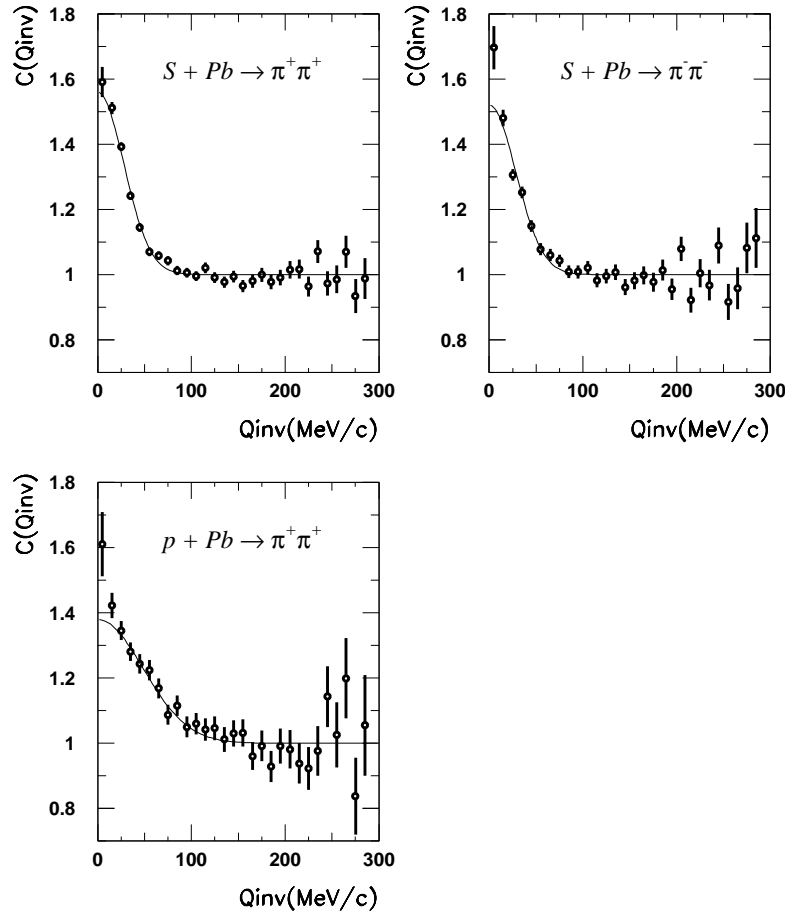 C(Qinv)
1.8
1.6
1.4
1.2
1
0.8
S + Pb → π⁺π⁺
0 100 200 300
Qinv(MeV/c)
C(Qinv)
1.8
1.6
1.4
1.2
1
0.8
S + Pb → π⁻π⁻
0 100 200 300
Qinv(MeV/c)
C(Qinv)
1.8
1.6
1.4
1.2
1
0.8
p + Pb → π⁺π⁺
0 100 200 300
Qinv(MeV/c)